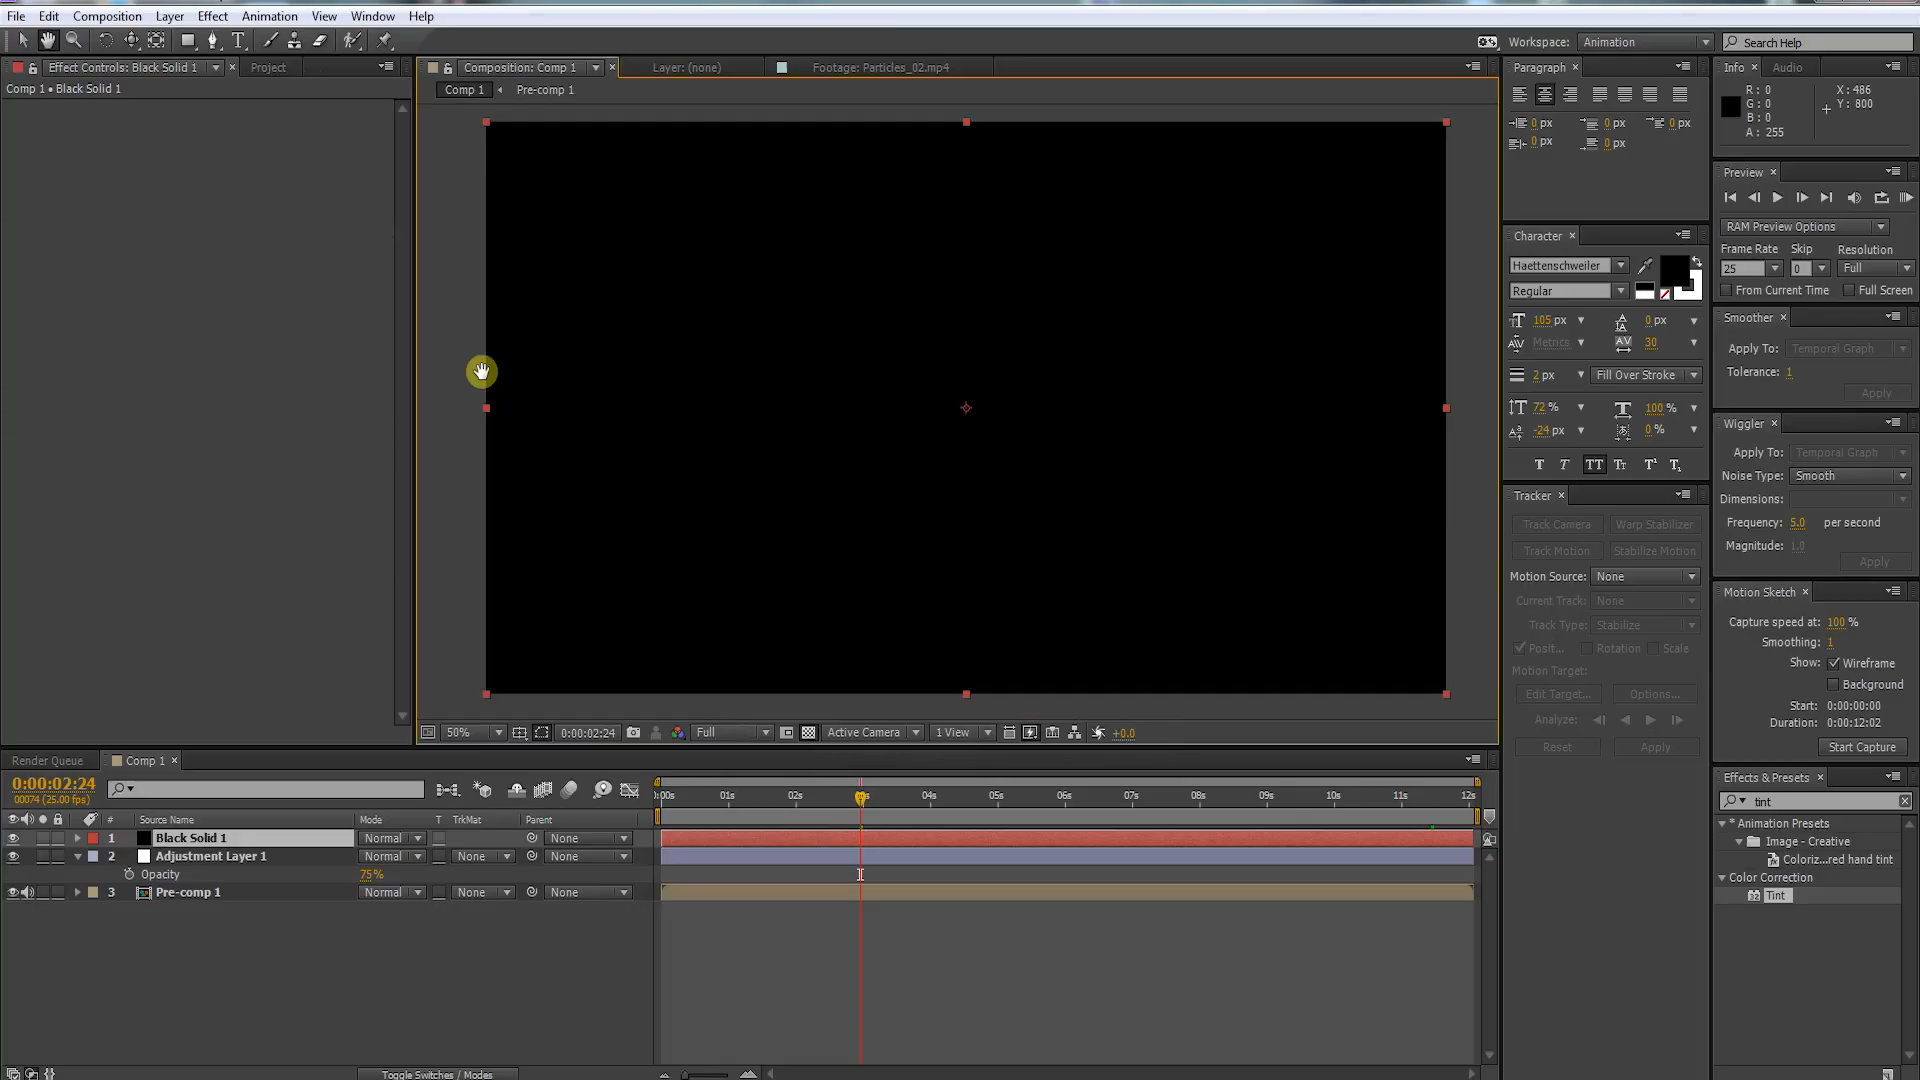 File Edit Composition Layer Effect Animation View Window Help
Workspace: Animation Search Help
Effect Controls: Black Solid 1 Project
Comp 1 • Black Solid 1
Composition: Comp 1 Layer: (none) Footage: Particles_02.mp4
Comp 1 Pre-comp 1
Paragraph
0 px 0 px 0 px
0 px 0 px
Info Audio
R: 0 X: 486
G: 0 Y: 800
B: 0
A: 255
Preview
RAM Preview Options
Frame Rate Skip Resolution
25 0 Full
From Current Time Full Screen
Character
Haettenschweiler
Regular
105 px 0 px
Metrics 30
2 px Fill Over Stroke
72 % 100 %
-24 px 0 %
Smoother
Apply To: Temporal Graph
Tolerance: 1
Apply
Wiggler
Apply To: Temporal Graph
Noise Type: Smooth
Dimensions:
Frequency: 5.0 per second
Magnitude: 1.0
Apply
Tracker
Track Camera Warp Stabilizer
Track Motion Stabilize Motion
Motion Source: None
Current Track: None
Track Type: Stabilize
Posit... Rotation Scale
Motion Target:
Edit Target... Options...
Analyze:
Reset Apply
Motion Sketch
Capture speed at: 100 %
Smoothing: 1
Show: Wireframe
Background
Start: 0:00:00:00
Duration: 0:00:12:02
Start Capture
Effects & Presets
tint
* Animation Presets
Image - Creative
Coloriz...red hand tint
Color Correction
Tint
50% 0:00:02:24 Full Active Camera 1 View +0.0
Render Queue Comp 1
0:00:02:24
00074 (25.00 fps)
:00s 01s 02s 04s 05s 06s 07s 08s 09s 10s 11s 12s
# Source Name Mode T TrkMat Parent
1 Black Solid 1 Normal None
2 Adjustment Layer 1 Normal None None
Opacity 75%
3 Pre-comp 1 Normal None None
Toggle Switches / Modes